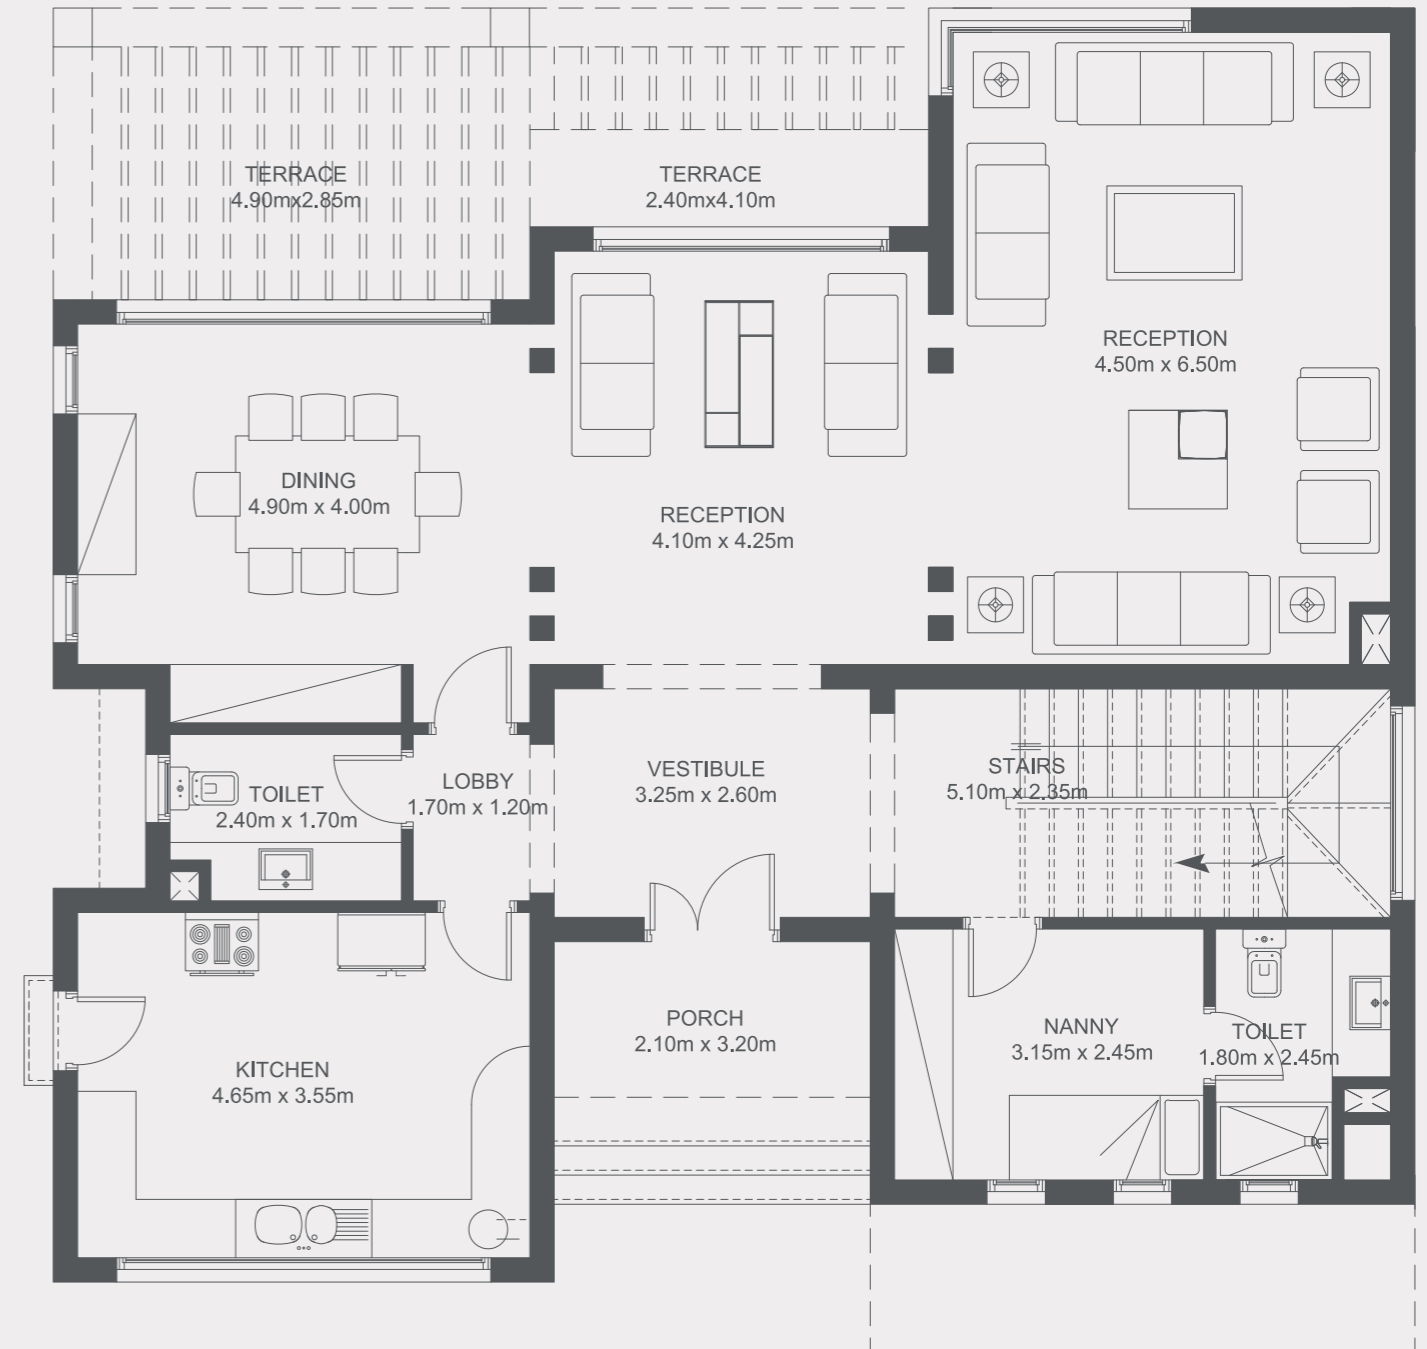 TERRACE
4.90mx2.85m
TERRACE
2.40mx4.10m
RECEPTION
4.50m x 6.50m
DINING
4.90m x 4.00m
RECEPTION
4.10m x 4.25m
TOILET
2.40m x 1.70m
LOBBY
1.70m x 1.20m
VESTIBULE
3.25m x 2.60m
STAIRS
5.10m x 2.35m
KITCHEN
4.65m x 3.55m
PORCH
2.10m x 3.20m
NANNY
3.15m x 2.45m
TOILET
1.80m x 2.45m